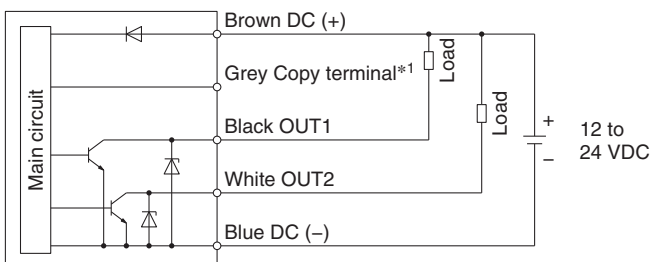 Brown DC (+)
Grey Copy terminal*1
Load
Load
Main circuit
Black OUT1
+
12 to
24 VDC
−
White OUT2
Blue DC (−)